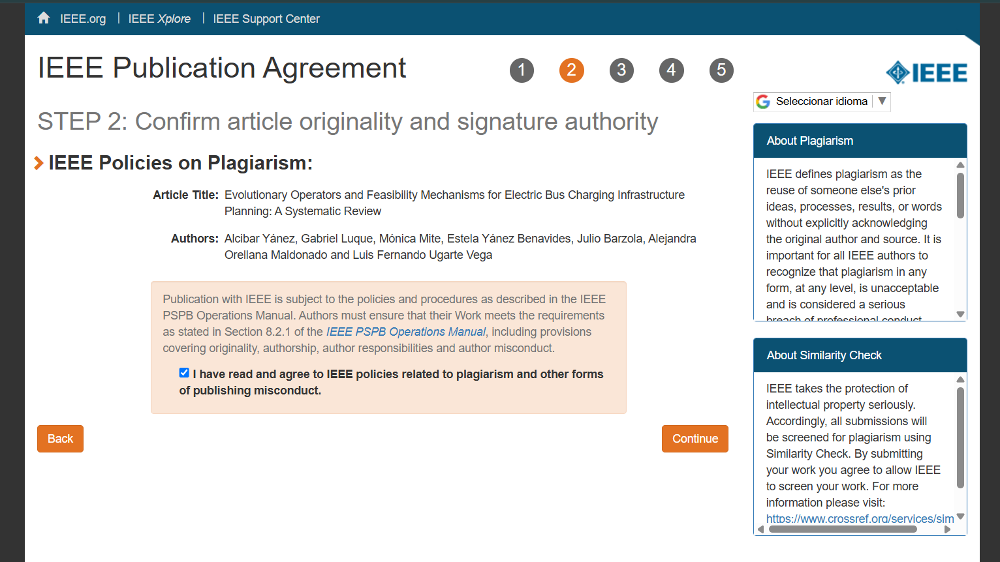 IEEE.org | IEEE Xplore | IEEE Support Center
IEEE Publication Agreement
1 2 3 4 5
IEEE
Seleccionar idioma ▼
STEP 2: Confirm article originality and signature authority
IEEE Policies on Plagiarism:
Article Title: Evolutionary Operators and Feasibility Mechanisms for Electric Bus Charging Infrastructure
Planning: A Systematic Review
Authors: Alcibar Yánez, Gabriel Luque, Mónica Mite, Estela Yánez Benavides, Julio Barzola, Alejandra
Orellana Maldonado and Luis Fernando Ugarte Vega
Publication with IEEE is subject to the policies and procedures as described in the IEEE
PSPB Operations Manual. Authors must ensure that their Work meets the requirements
as stated in Section 8.2.1 of the IEEE PSPB Operations Manual, including provisions
covering originality, authorship, author responsibilities and author misconduct.
I have read and agree to IEEE policies related to plagiarism and other forms
of publishing misconduct.
Back
Continue
About Plagiarism
IEEE defines plagiarism as the
reuse of someone else's prior
ideas, processes, results, or words
without explicitly acknowledging
the original author and source. It is
important for all IEEE authors to
recognize that plagiarism in any
form, at any level, is unacceptable
and is considered a serious
breach of professional conduct
About Similarity Check
IEEE takes the protection of
intellectual property seriously.
Accordingly, all submissions will
be screened for plagiarism using
Similarity Check. By submitting
your work you agree to allow IEEE
to screen your work. For more
information please visit:
https://www.crossref.org/services/sim